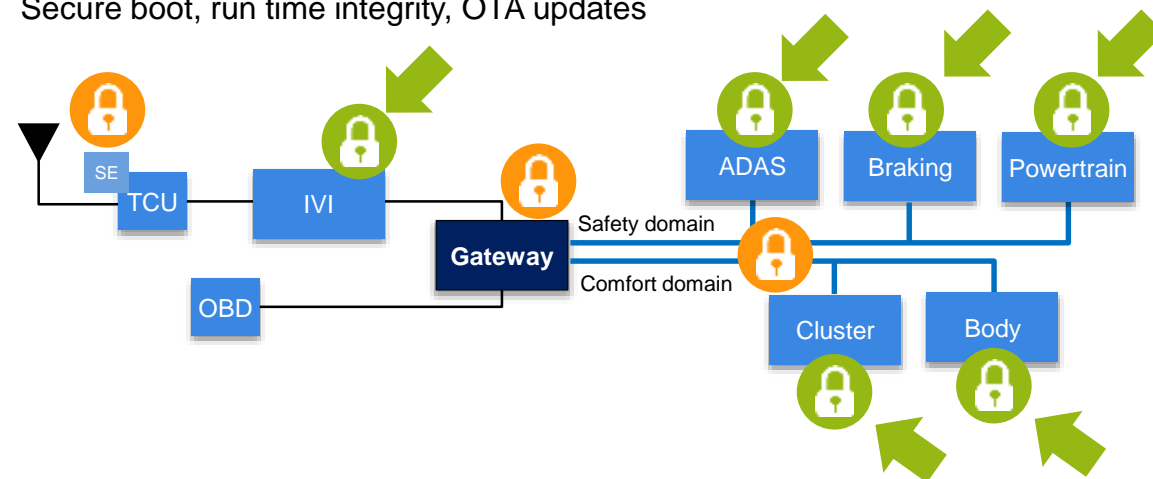 Secure boot, run time integrity, OTA updates
SE
TCU
IVI
OBD
Gateway
Safety domain
Comfort domain
ADAS
Braking
Powertrain
Cluster
Body